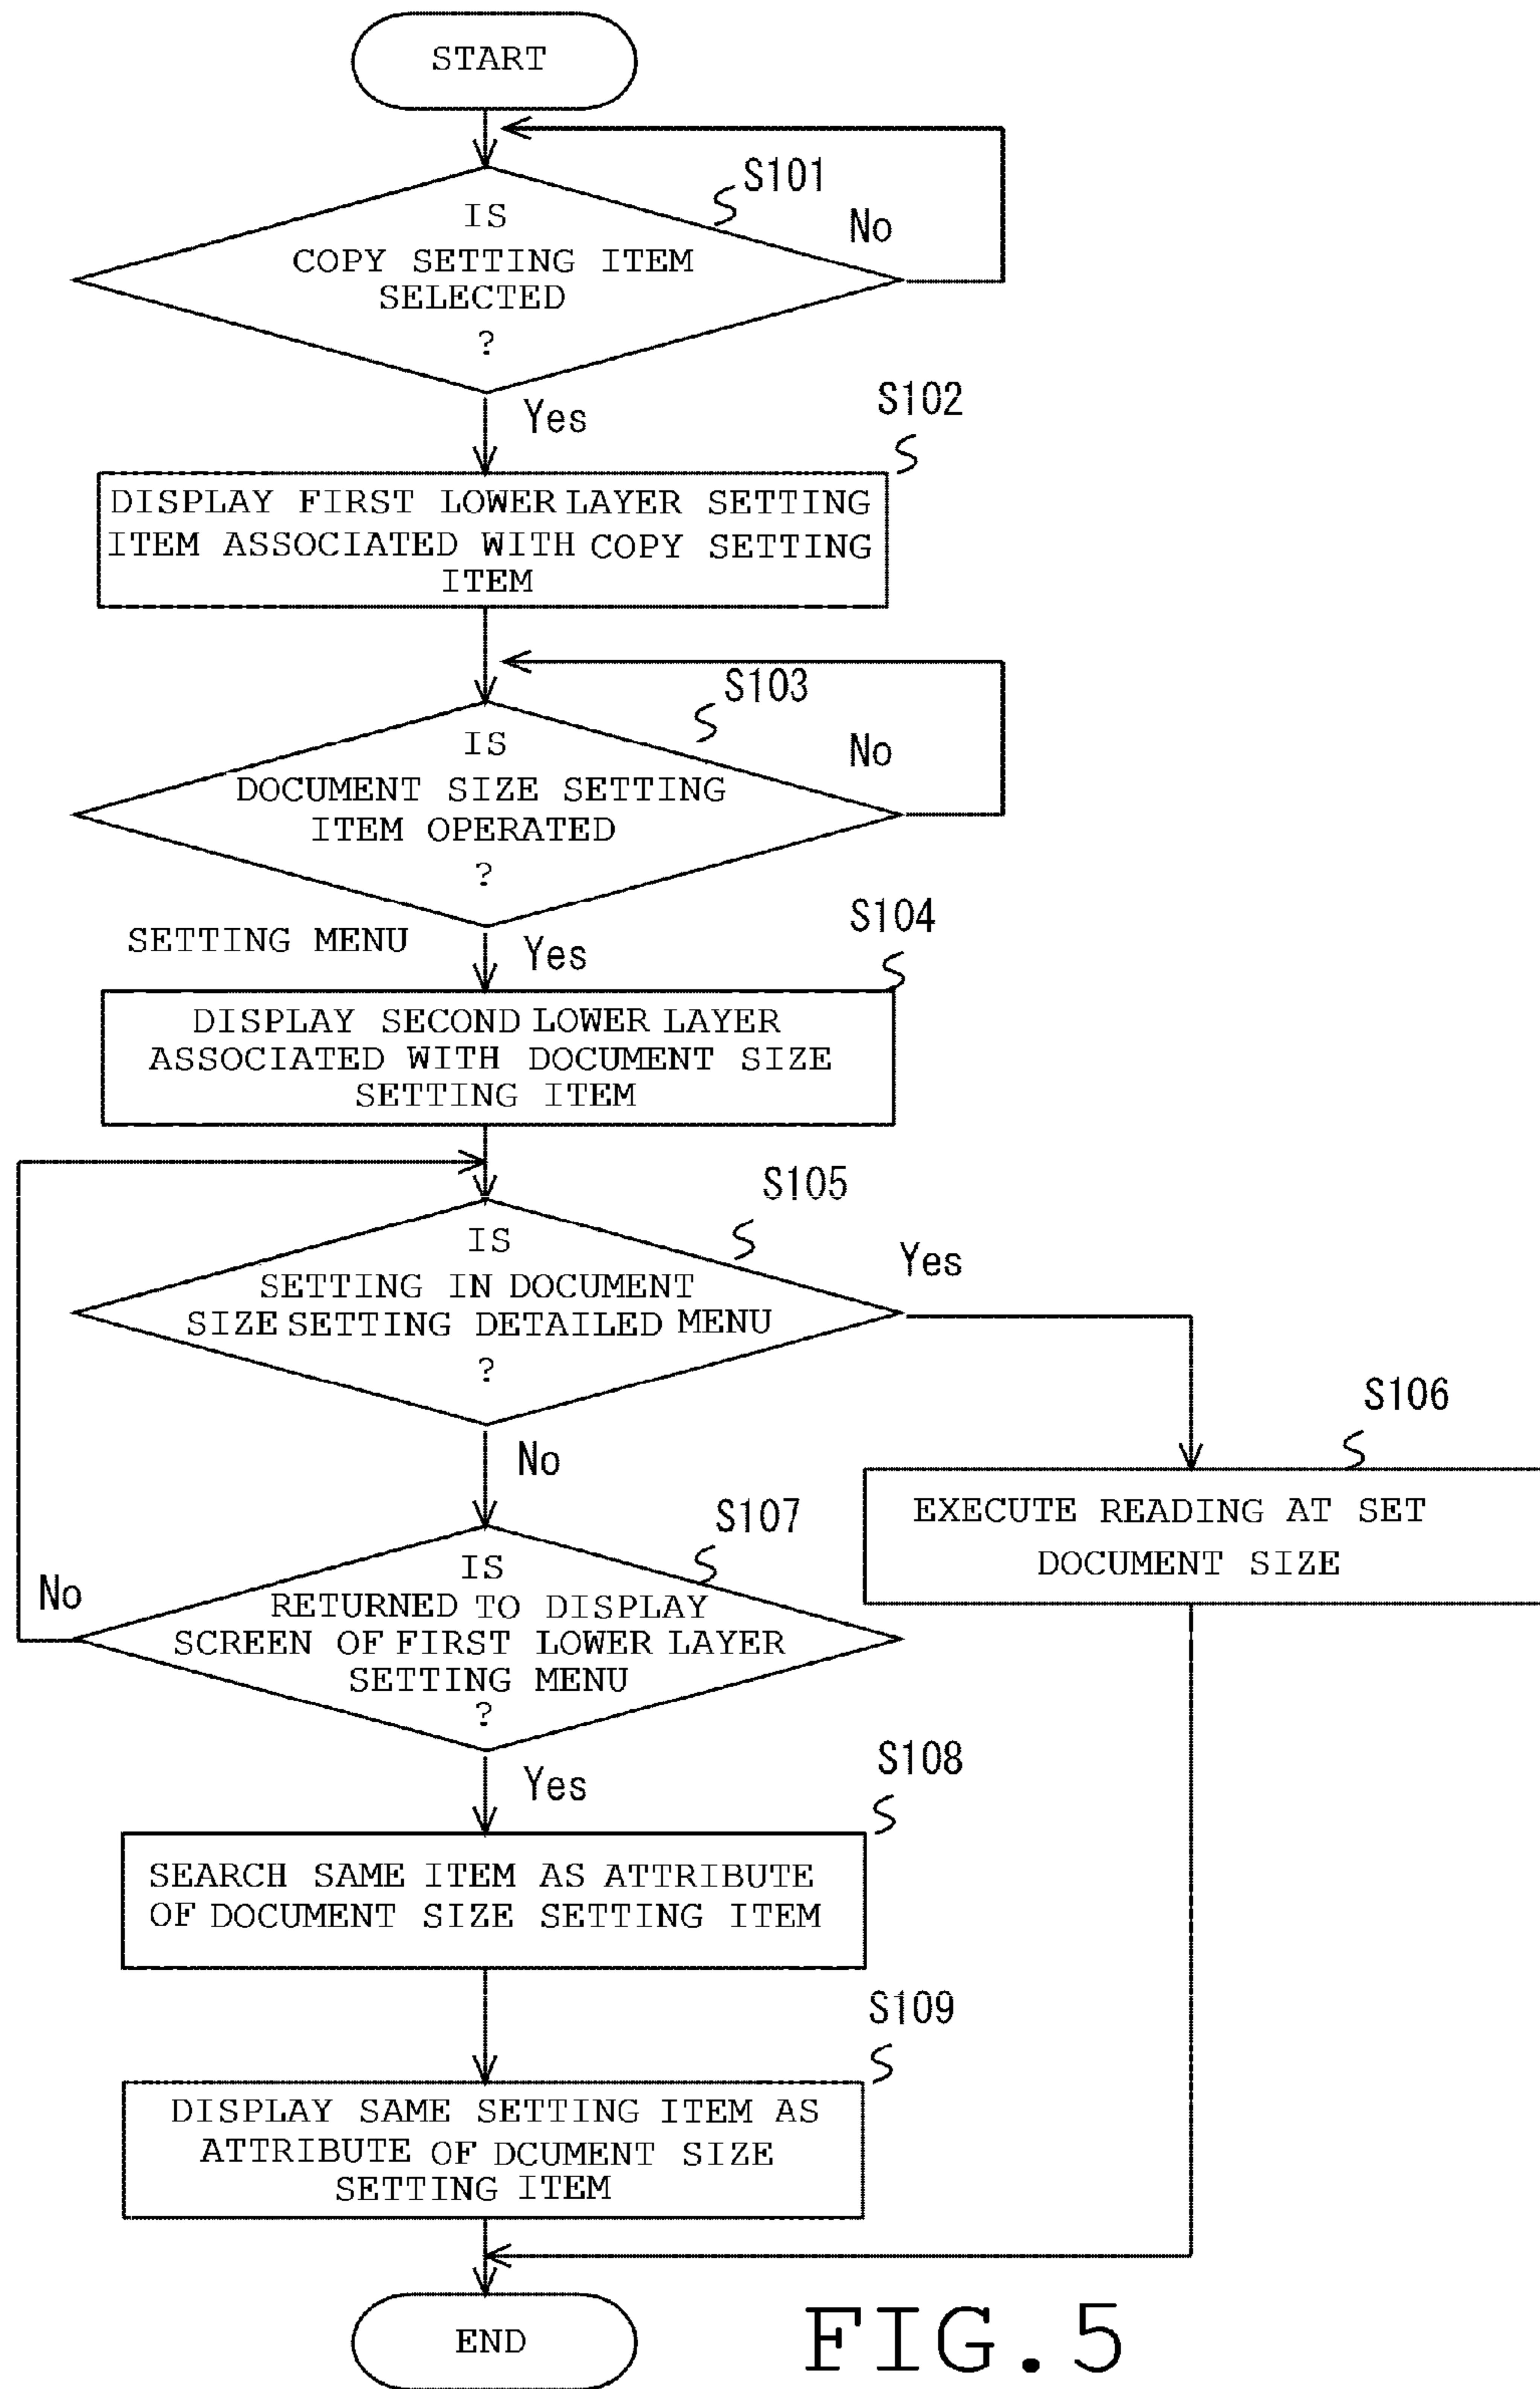 START
S101
IS
No
COPY SETTING ITEM
SELECTED
?
Yes
S102
DISPLAY FIRST LOWER LAYER SETTING
ITEM ASSOCIATED WITH COPY SETTING
ITEM
S103
IS
No
DOCUMENT SIZE SETTING
ITEM OPERATED
?
SETTING MENU
Yes
S104
DISPLAY SECOND LOWER LAYER
ASSOCIATED WITH DOCUMENT SIZE
SETTING ITEM
S105
IS
Yes
SETTING IN DOCUMENT
SIZE SETTING DETAILED MENU
?
No
S106
EXECUTE READING AT SET
DOCUMENT SIZE
S107
IS
No
RETURNED TO DISPLAY
SCREEN OF FIRST LOWER LAYER
SETTING MENU
?
Yes
S108
SEARCH SAME ITEM AS ATTRIBUTE
OF DOCUMENT SIZE SETTING ITEM
S109
DISPLAY SAME SETTING ITEM AS
ATTRIBUTE OF DCUMENT SIZE
SETTING ITEM
END
FIG.5